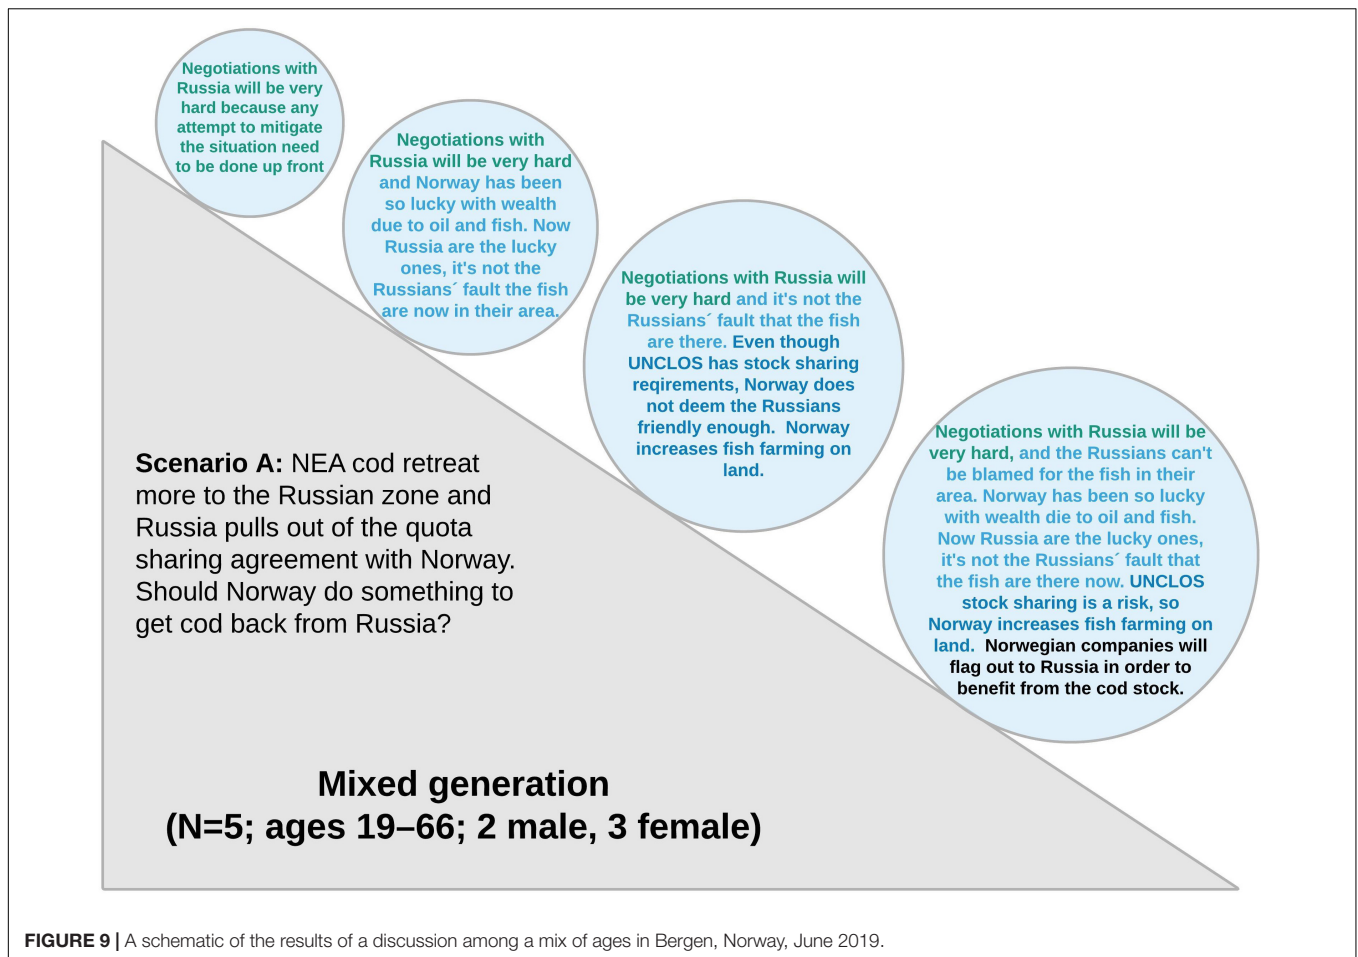 Negotiations with
Russia will be very
hard because any
attempt to mitigate
the situation need
to be done up front
Negotiations with
Russia will be very hard
and Norway has been
so lucky with wealth
due to oil and fish. Now
Russia are the lucky
ones, it's not the
Russians´ fault the fish
are now in their area.
Negotiations with Russia will
be very hard and it's not the
Russians´ fault that the fish
are there. Even though
UNCLOS has stock sharing
reqirements, Norway does
not deem the Russians
friendly enough.  Norway
increases fish farming on
land.
Negotiations with Russia will be
very hard, and the Russians can't
be blamed for the fish in their
area. Norway has been so lucky
with wealth die to oil and fish.
Now Russia are the lucky ones,
it's not the Russians´ fault that
the fish are there now. UNCLOS
stock sharing is a risk, so
Norway increases fish farming on
land.  Norwegian companies will
flag out to Russia in order to
benefit from the cod stock.
Scenario A: NEA cod retreat
more to the Russian zone and
Russia pulls out of the quota
sharing agreement with Norway.
Should Norway do something to
get cod back from Russia?
Mixed generation
(N=5; ages 19–66; 2 male, 3 female)
FIGURE 9 | A schematic of the results of a discussion among a mix of ages in Bergen, Norway, June 2019.